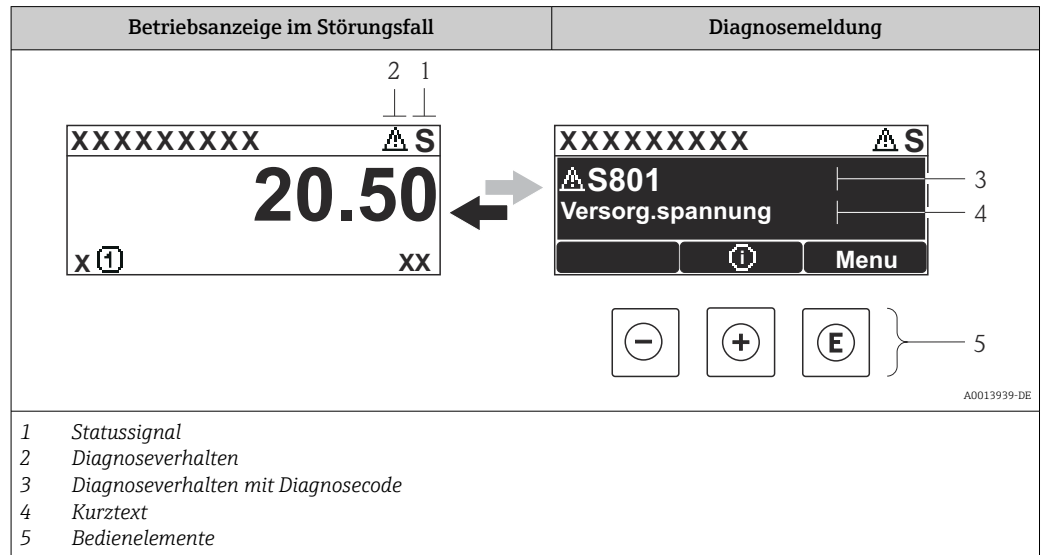 Betriebsanzeige im Störungsfall
Diagnosemeldung
2 1
XXXXXXXXX S
20.50
X 1 XX
XXXXXXXXX S
S801
Versorg.spannung
i Menu
3
4
- + E
5
A0013939-DE
1 Statussignal
2 Diagnoseverhalten
3 Diagnoseverhalten mit Diagnosecode
4 Kurztext
5 Bedienelemente